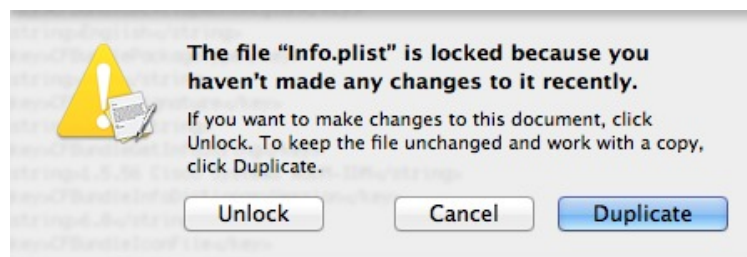 The file “Info.plist” is locked because you
haven't made any changes to it recently.
If you want to make changes to this document, click
Unlock. To keep the file unchanged and work with a copy,
click Duplicate.
Unlock
Cancel
Duplicate